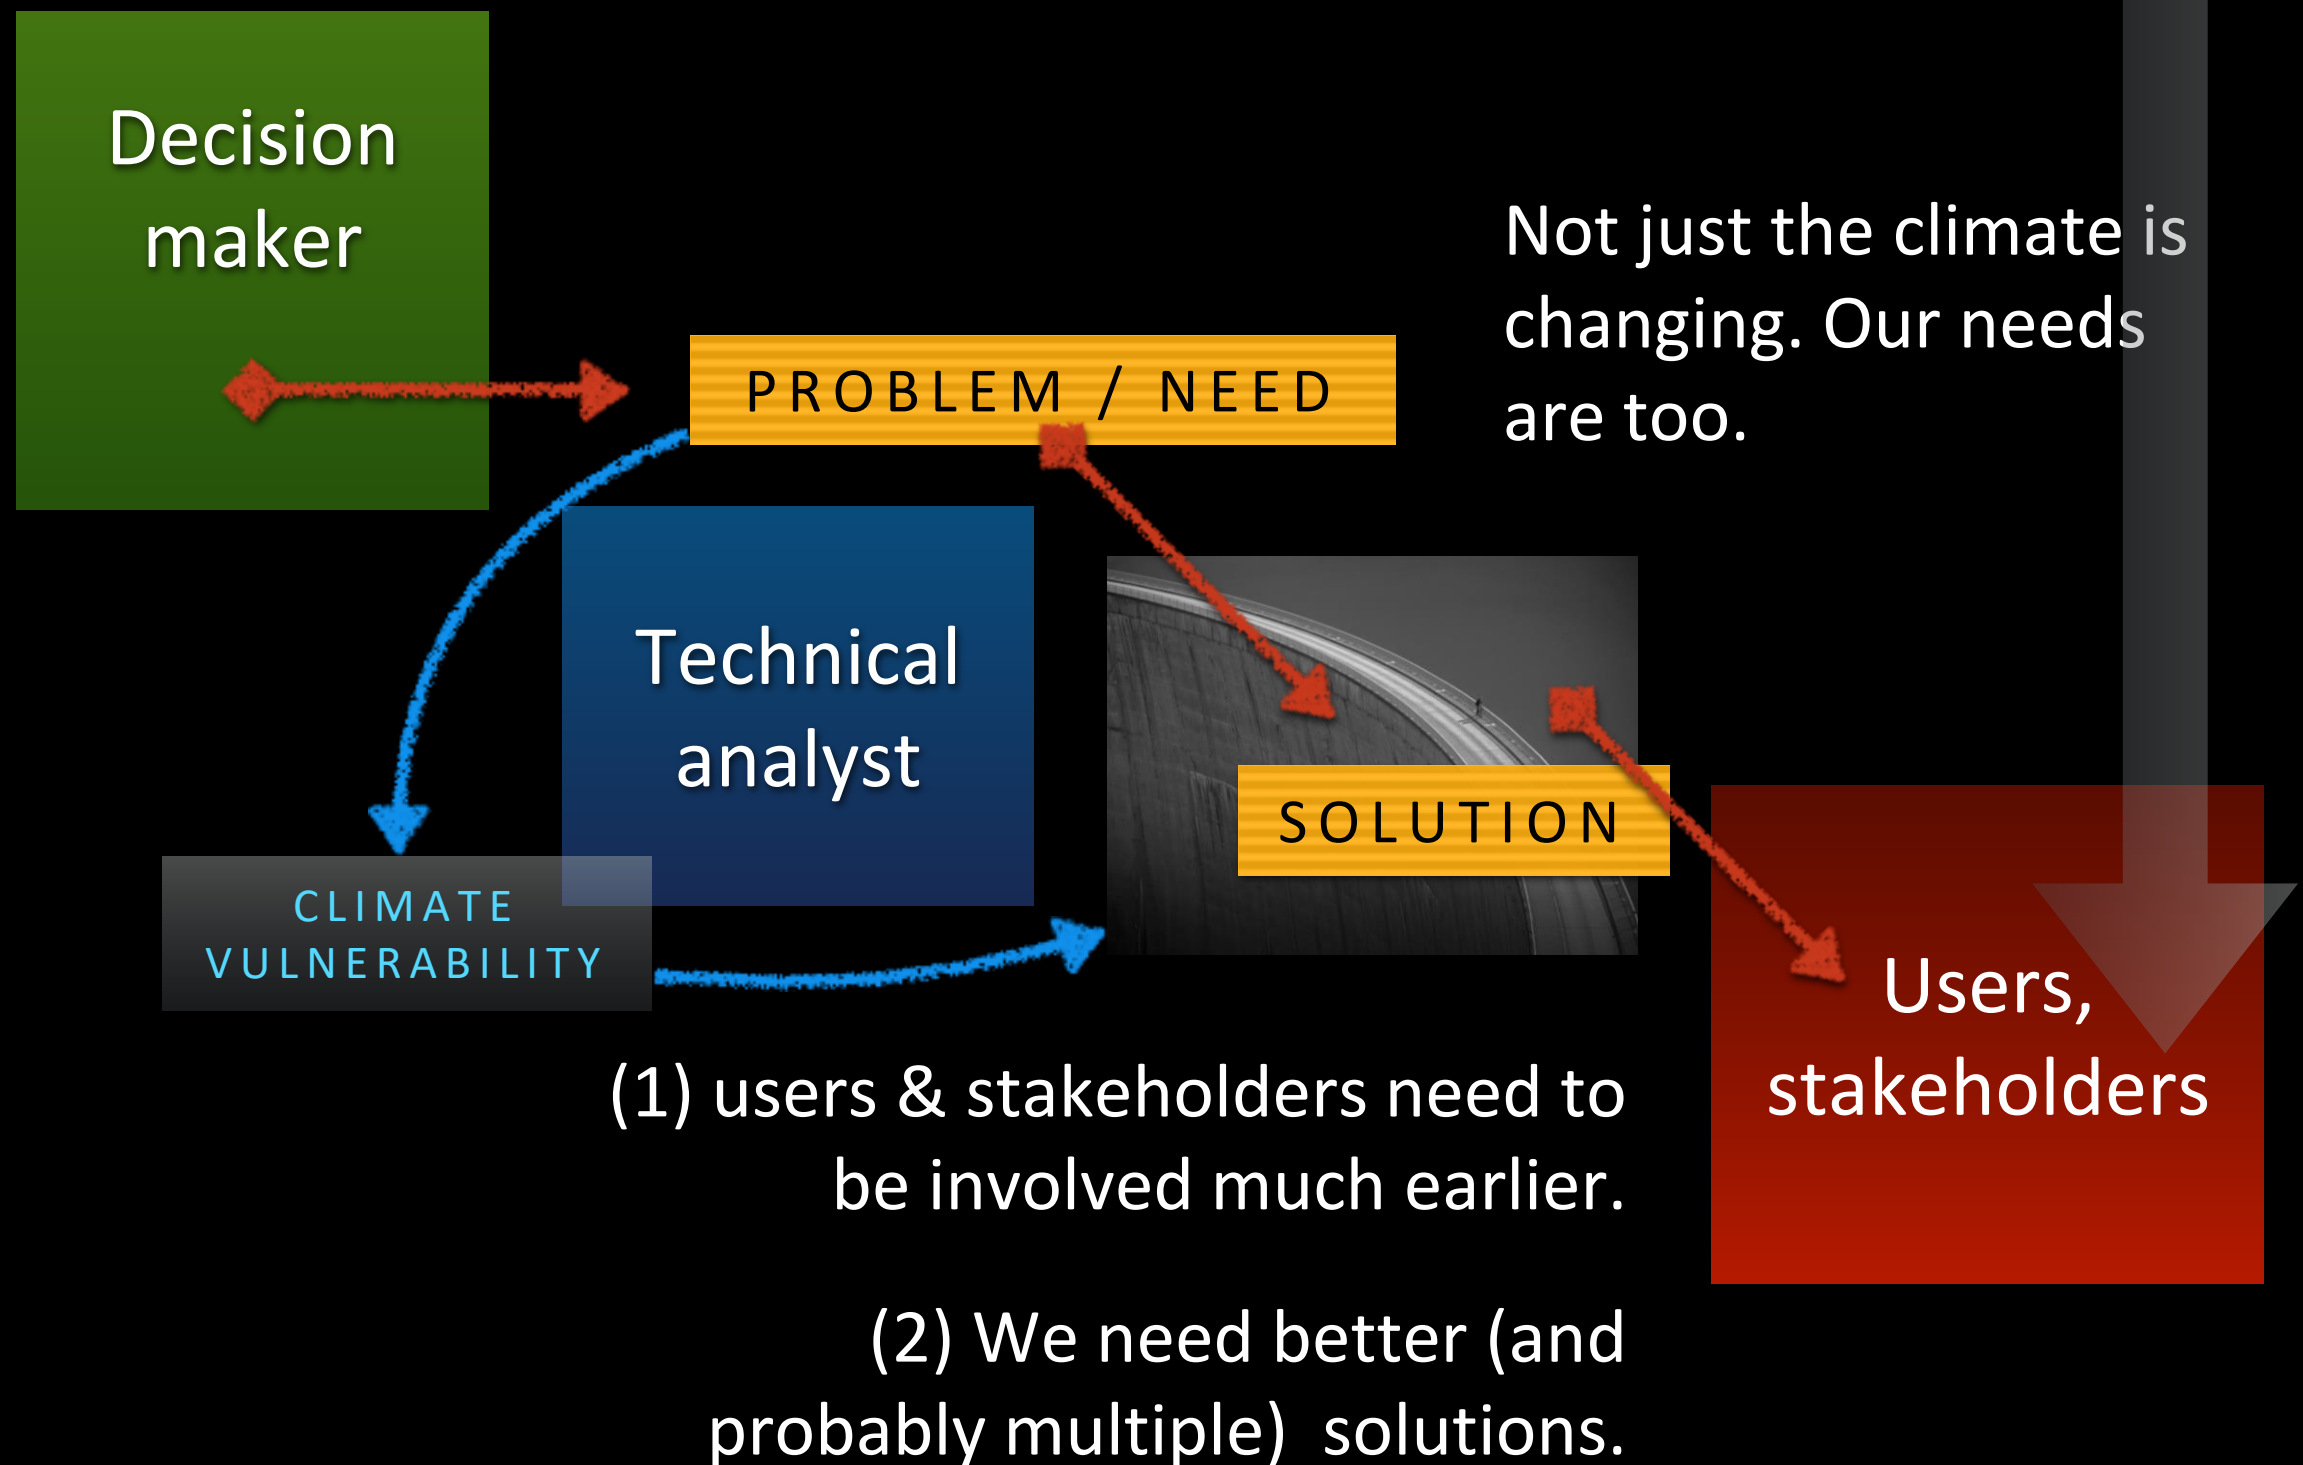 Decision
maker
PROBLEM / NEED
Not just the climate is
changing. Our needs
are too.
Technical
analyst
SOLUTION
CLIMATE
VULNERABILITY
Users,
stakeholders
(1) users & stakeholders need to
be involved much earlier.
(2) We need better (and
probably multiple)  solutions.